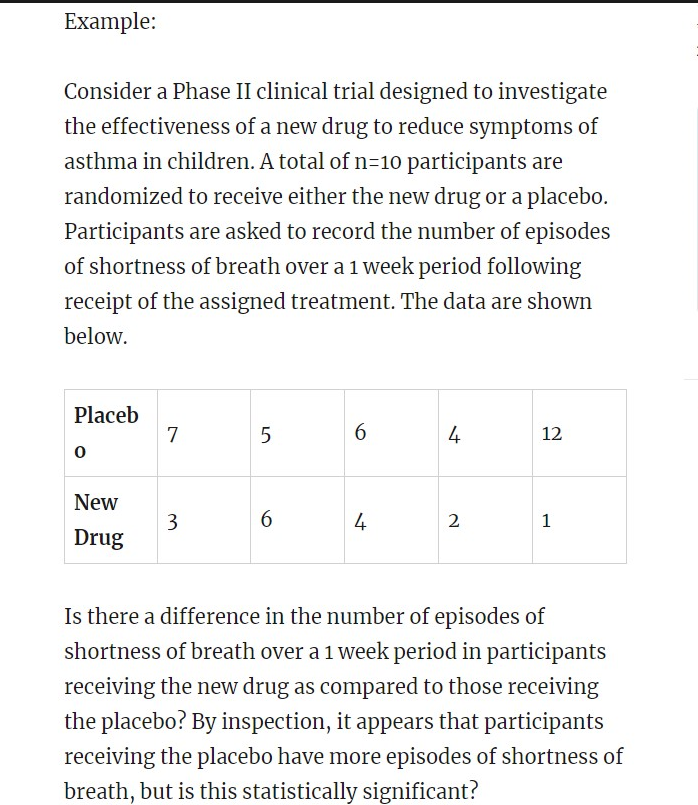 Example:
Consider a Phase II clinical trial designed to investigate
the effectiveness of a new drug to reduce symptoms of
asthma in children. A total of n=10 participants are
randomized to receive either the new drug or a placebo.
Participants are asked to record the number of episodes
of shortness of breath over a 1 week period following
receipt of the assigned treatment. The data are shown
below.
Placeb
o
7 5 6 4 12
New
Drug
3 6 4 2 1
Is there a difference in the number of episodes of
shortness of breath over a 1 week period in participants
receiving the new drug as compared to those receiving
the placebo? By inspection, it appears that participants
receiving the placebo have more episodes of shortness of
breath, but is this statistically significant?